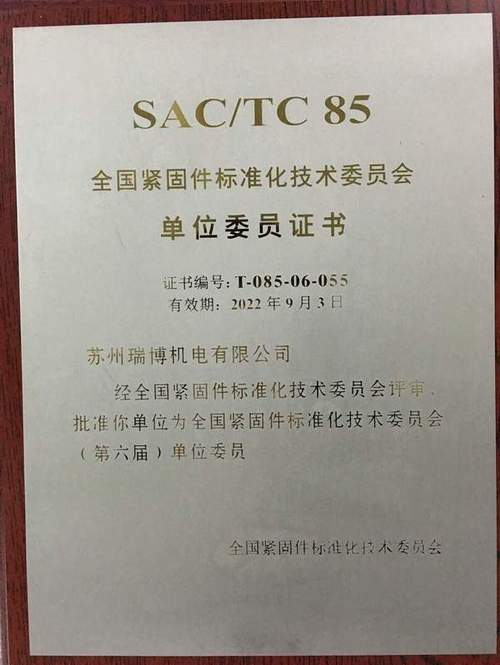 SAC/TC 85
全国紧固件标准化技术委员会
单位委员证书
证书编号: T-085-06-055
有效期: 2022 年 9 月 3 日
苏州瑞博机电有限公司
经全国紧固件标准化技术委员会评审、
批准你单位为全国紧固件标准化技术委员会
(第六届) 单位委员
全国紧固件标准化技术委员会